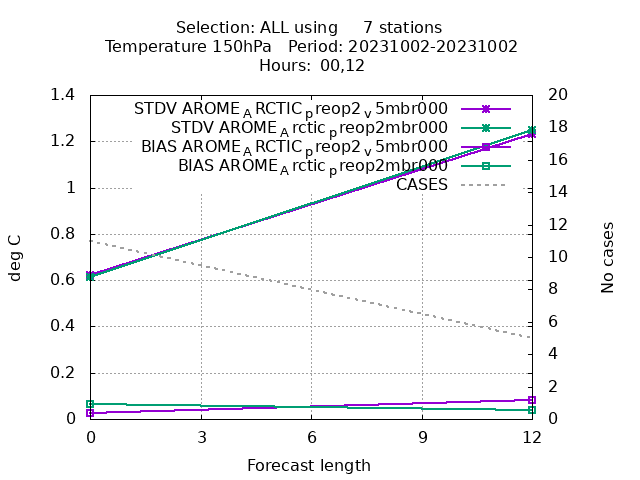 Selection: ALL using     7 stations
Temperature 150hPa   Period: 20231002-20231002
Hours:  00,12
STDV AROME_ARCTIC_preop2_v5mbr000
STDV AROME_Arctic_preop2mbr000
BIAS AROME_ARCTIC_preop2_v5mbr000
BIAS AROME_Arctic_preop2mbr000
CASES
1.4
1.2
1
0.8
0.6
0.4
0.2
0
deg C
20
18
16
14
12
10
8
6
4
2
0
No cases
0 3 6 9 12
Forecast length